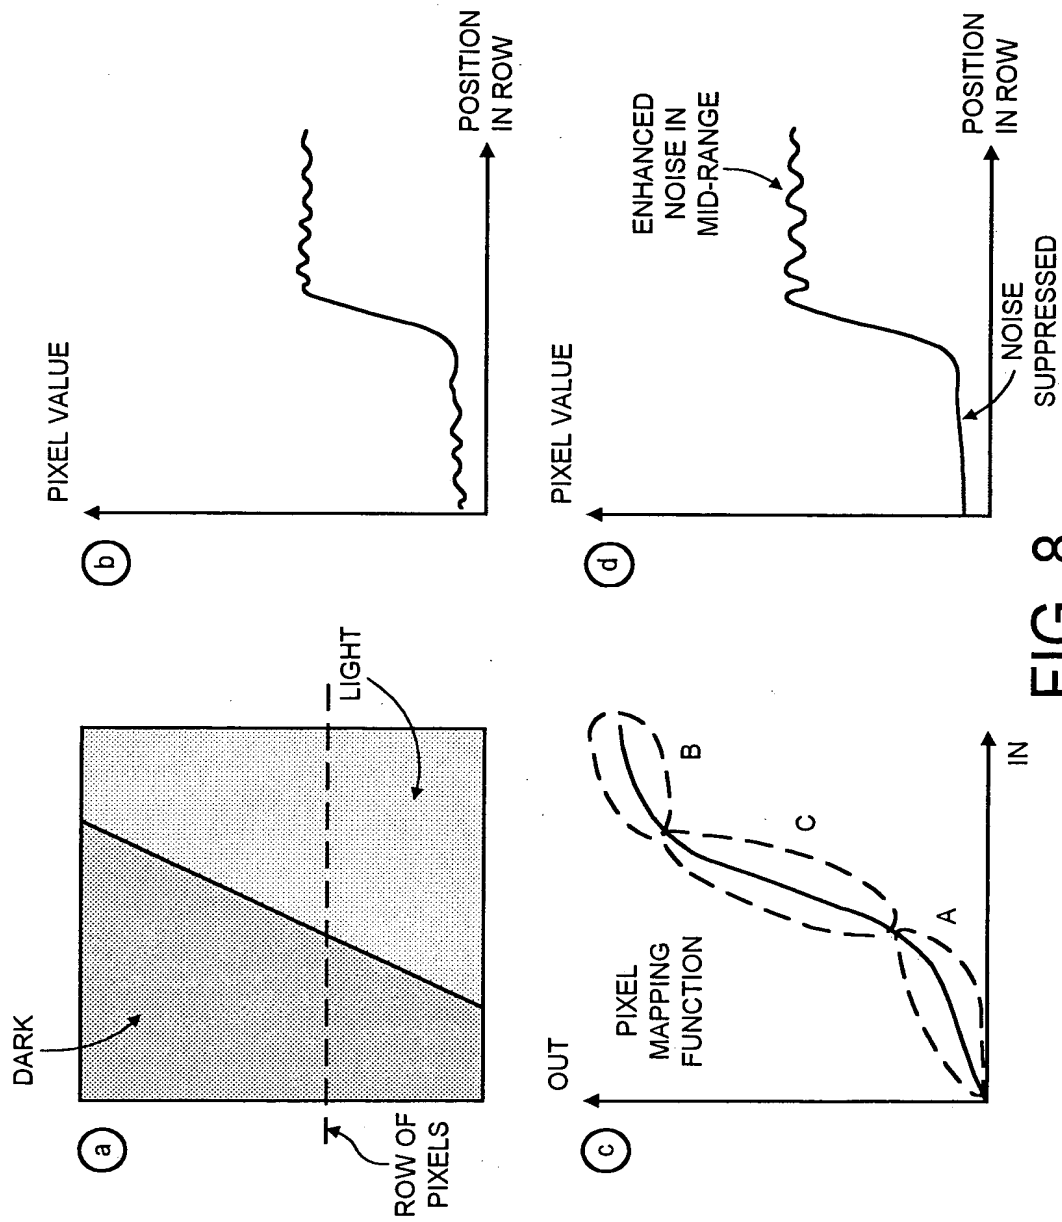 a
DARK
ROW OF
PIXELS
LIGHT
b
PIXEL VALUE
POSITION
IN ROW
c
OUT
PIXEL
MAPPING
FUNCTION
A
C
B
IN
d
PIXEL VALUE
ENHANCED
NOISE IN
MID-RANGE
NOISE
SUPPRESSED
POSITION
IN ROW
FIG 8